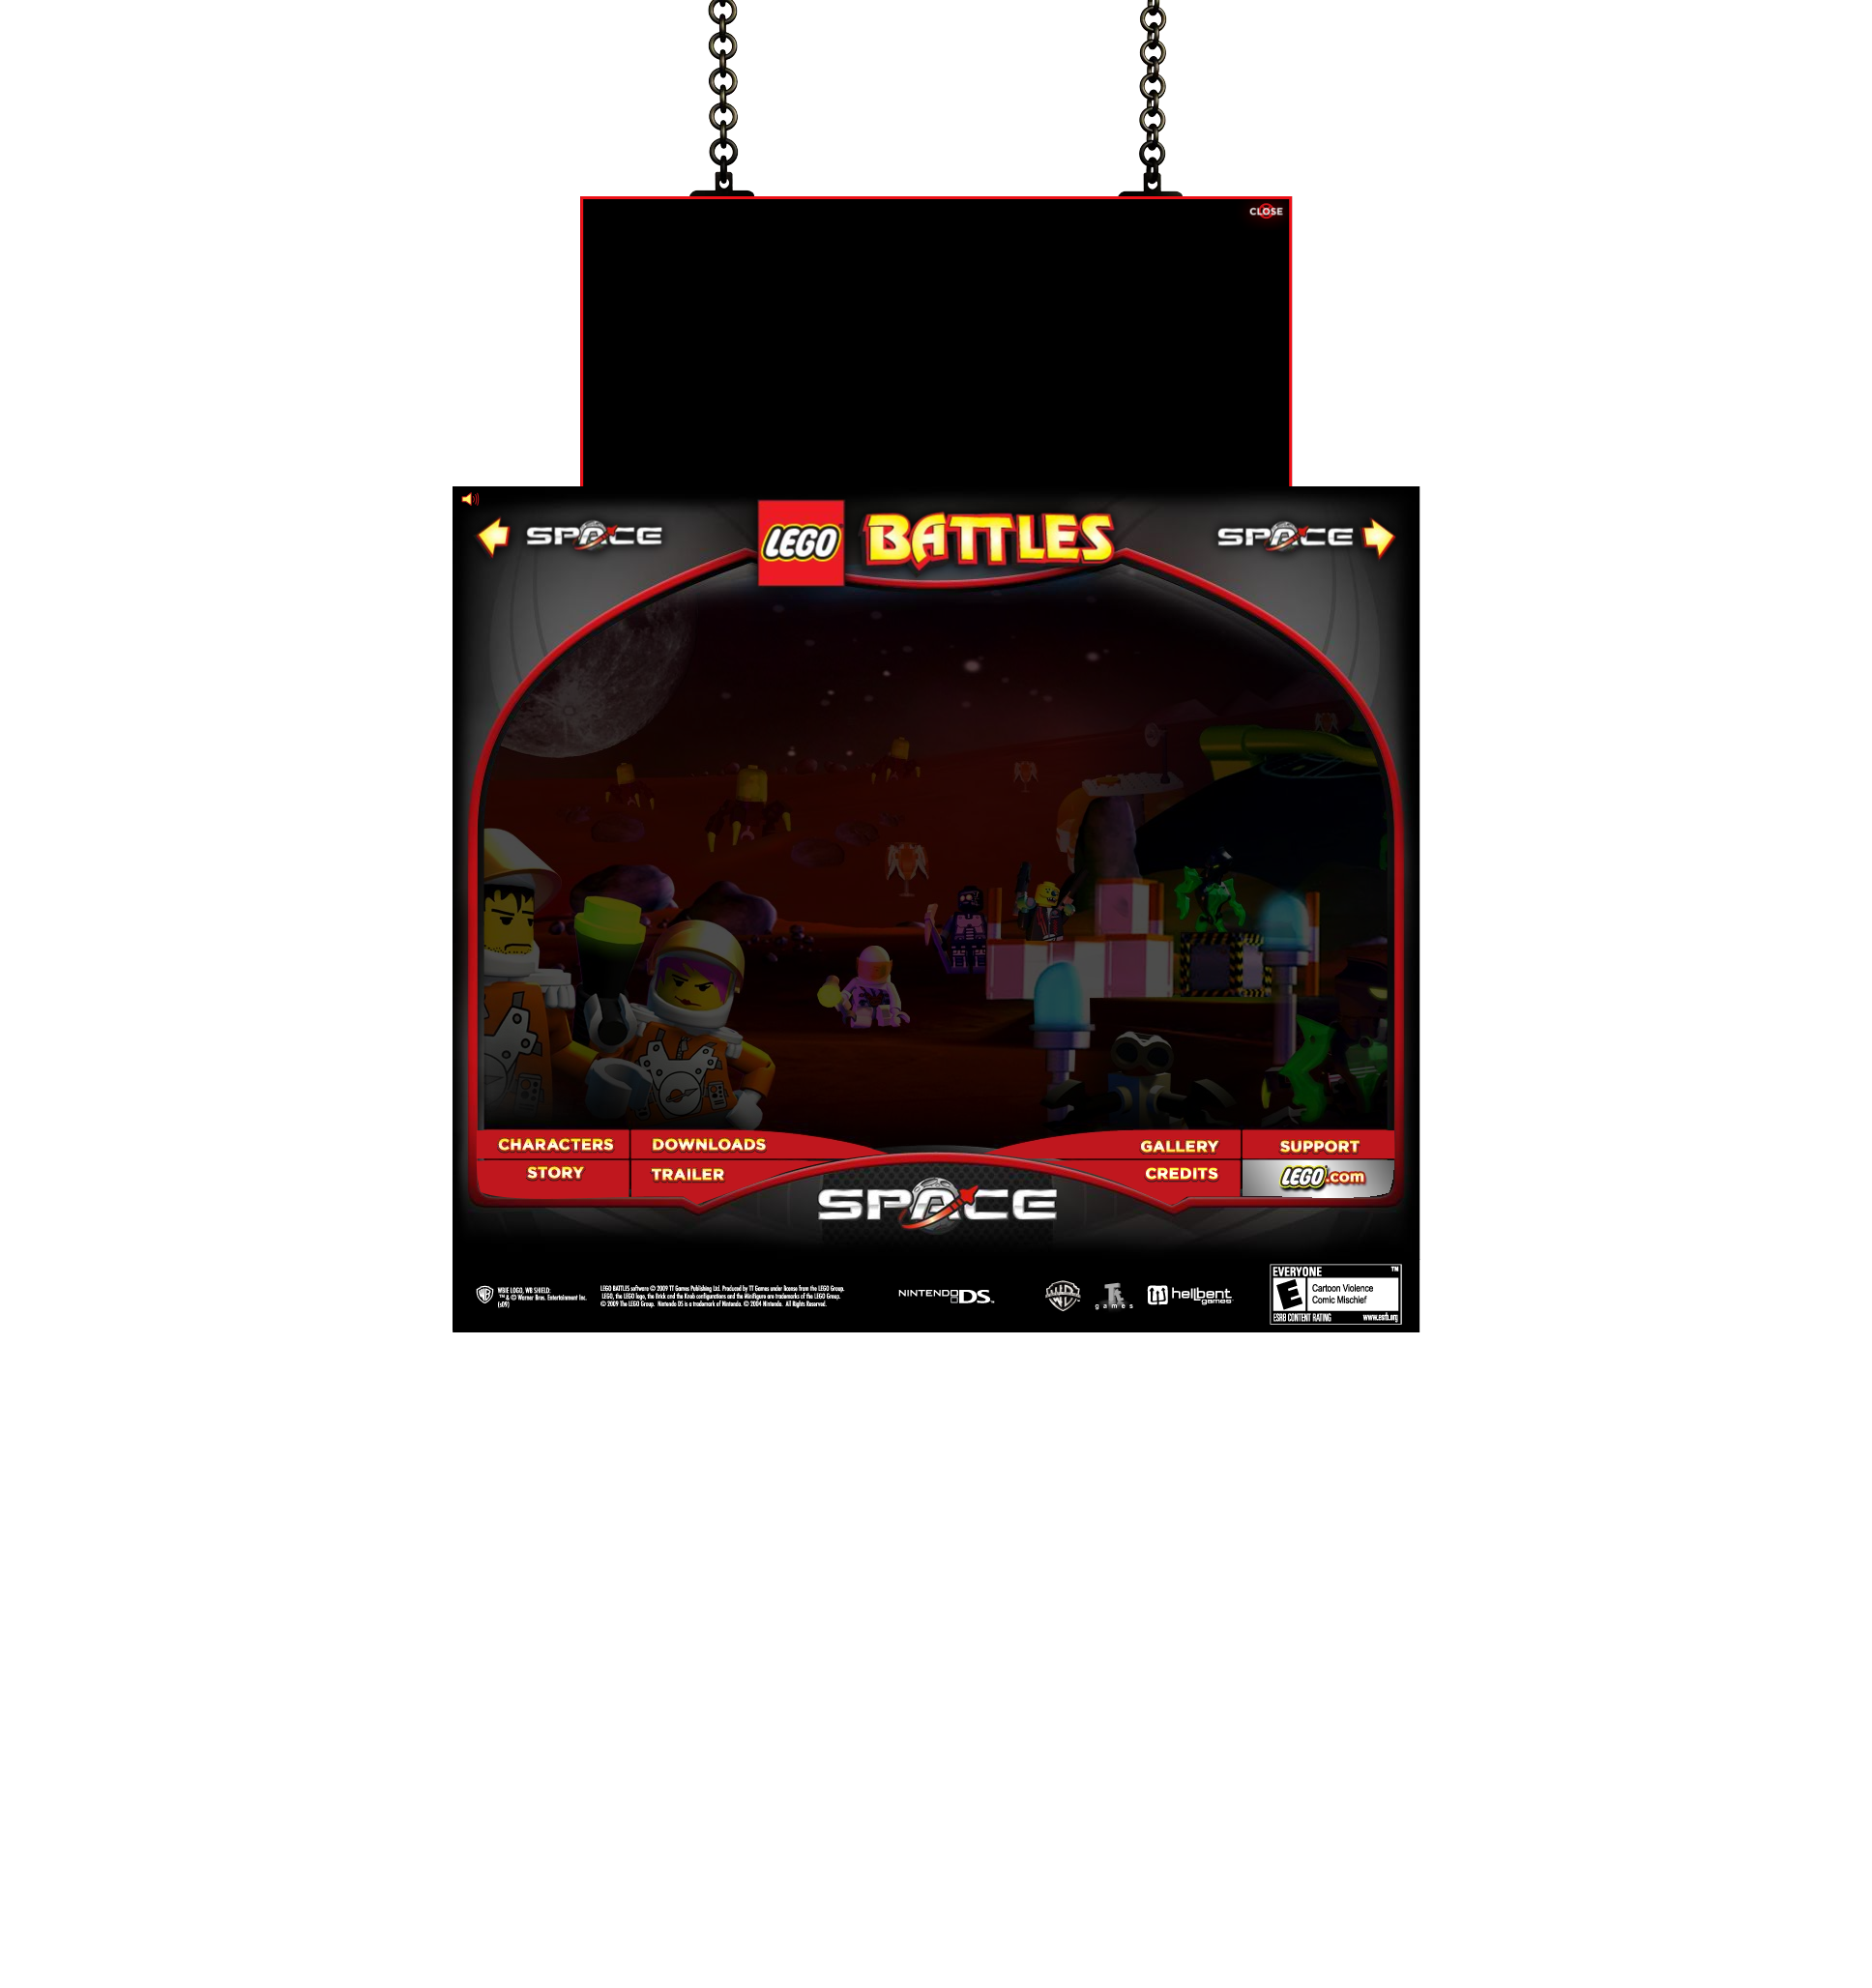 CLOSE
SPACE
LEGO BATTLES
SPACE
CHARACTERS
DOWNLOADS
GALLERY
SUPPORT
STORY
TRAILER
CREDITS
LEGO.com
SPACE
WBIE LOGO, WB SHIELD:
™ & © Warner Bros. Entertainment Inc.
(s09)
LEGO BATTLES software © 2009 TT Games Publishing Ltd. Produced by TT Games under license from the LEGO Group.
LEGO, the LEGO logo, the Brick and the Knob configurations and the Minifigure are trademarks of the LEGO Group.
© 2009 The LEGO Group. Nintendo DS is a trademark of Nintendo. © 2004 Nintendo. All Rights Reserved.
NINTENDO DS™
WB
games
hellbent
games
EVERYONE ™
E
Cartoon Violence
Comic Mischief
ESRB CONTENT RATING www.esrb.org